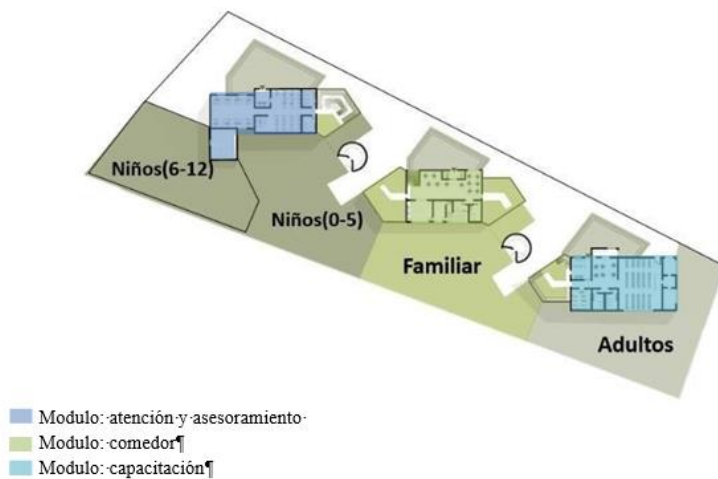 Niños(6-12)
Niños(0-5)
Familiar
Adultos
Modulo:·atención·y·asesoramiento·
Modulo:·comedor¶
Modulo:·capacitación¶